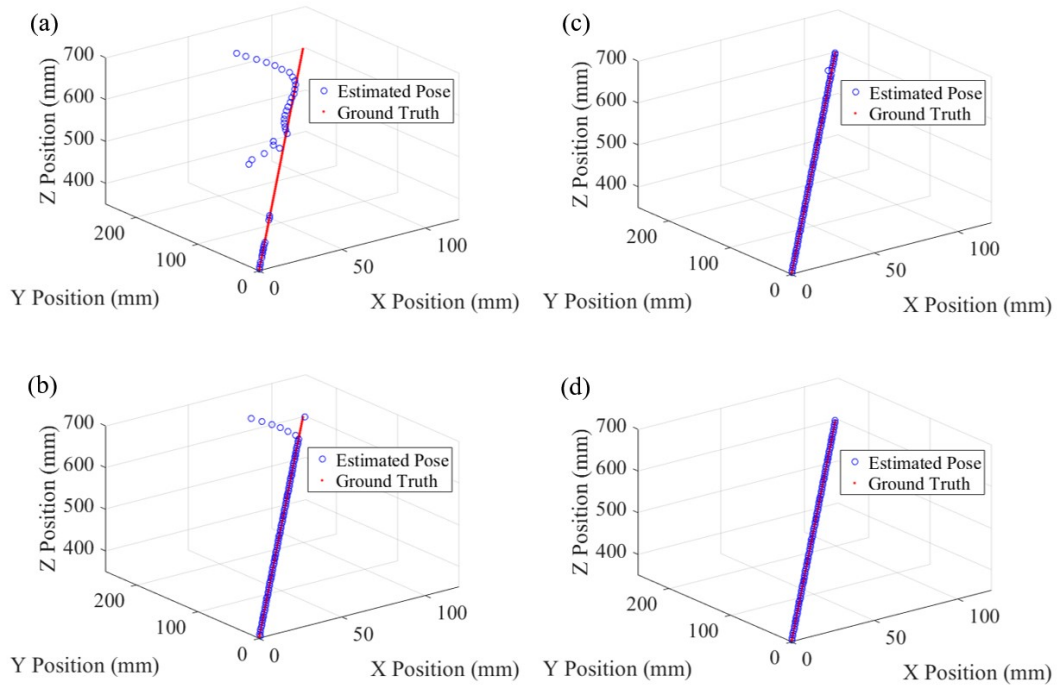 (a)
700
600
500
400
Z Position (mm)
200
100
0
Y Position (mm)
0
50
100
X Position (mm)
Estimated Pose
Ground Truth
(c)
700
600
500
400
Z Position (mm)
200
100
0
Y Position (mm)
0
50
100
X Position (mm)
Estimated Pose
Ground Truth
(b)
700
600
500
400
Z Position (mm)
200
100
0
Y Position (mm)
0
50
100
X Position (mm)
Estimated Pose
Ground Truth
(d)
700
600
500
400
Z Position (mm)
200
100
0
Y Position (mm)
0
50
100
X Position (mm)
Estimated Pose
Ground Truth